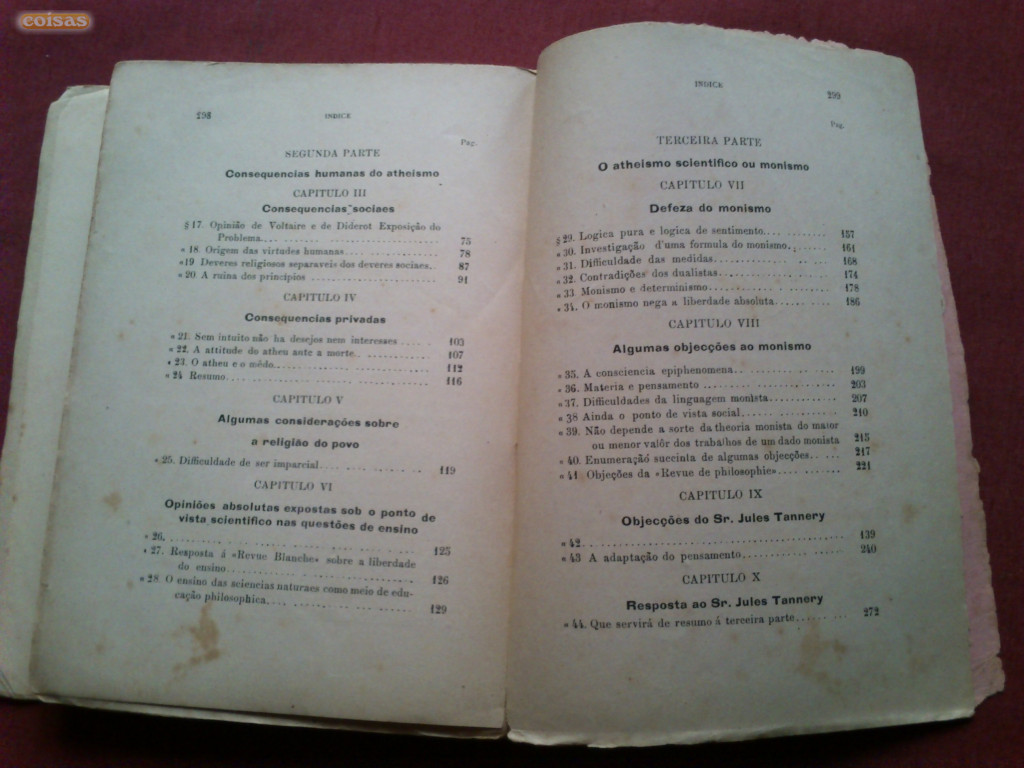 coisas
298
INDICE
Pag.
SEGUNDA PARTE
Consequencias humanas do atheismo
CAPITULO III
Consequencias sociaes
§ 17. Opinião de Voltaire e de Diderot Exposição do
Problema.... 75
« 18. Origem das virtudes humanas.... 78
«19 Deveres religiosos separaveis dos deveres sociaes.. 87
« 20 A ruina dos principios .... 91
CAPITULO IV
Consequencias privadas
« 21. Sem intuito não ha desejos nem interesses .... 103
« 22. A attitude do atheu ante a morte.. .... 107
« 23. O atheu e o mêdo.... 112
«24 Resumo.... 116
CAPITULO V
Algumas considerações sobre
a religião do povo
« 25. Difficuldade de ser imparcial.... 119
CAPITULO VI
Opiniões absolutas expostas sob o ponto de
vista scientifico nas questões de ensino
« 26. .... 125
« 27. Resposta á «Revue Blanche» sobre a liberdade
do ensino.... 126
« 28. O ensino das sciencias naturaes como meio de edu-
cação philosophica.... 129
INDICE
299
Pag.
TERCEIRA PARTE
O atheismo scientifico ou monismo
CAPITULO VII
Defeza do monismo
§ 29. Logica pura e logica de sentimento.... 157
« 30. Investigação d'uma formula do monismo.... 161
« 31. Difficuldade das medidas.... 168
« 32. Contradições dos dualistas .... 174
« 33 Monismo e determinismo.... 178
« 34. O monismo nega a liberdade absoluta.... 186
CAPITULO VIII
Algumas objecções ao monismo
« 35. A consciencia epiphenomena.... 199
« 36. Materia e pensamento .... 203
« 37. Difficuldades da linguagem monista.... 207
« 38 Ainda o ponto de vista social.... 210
« 39. Não depende a sorte da theoria monista do maior
ou menor valôr dos trabalhos de um dado monista 215
« 40. Enumeração succinta de algumas objecções.... 217
« 41 Objeções da «Revue de philosophie».... 221
CAPITULO IX
Objecções do Sr. Jules Tannery
« 42.... 139
« 43 A adaptação do pensamento.... 240
CAPITULO X
Resposta ao Sr. Jules Tannery
« 44. Que servirá de resumo á terceira parte.... 272